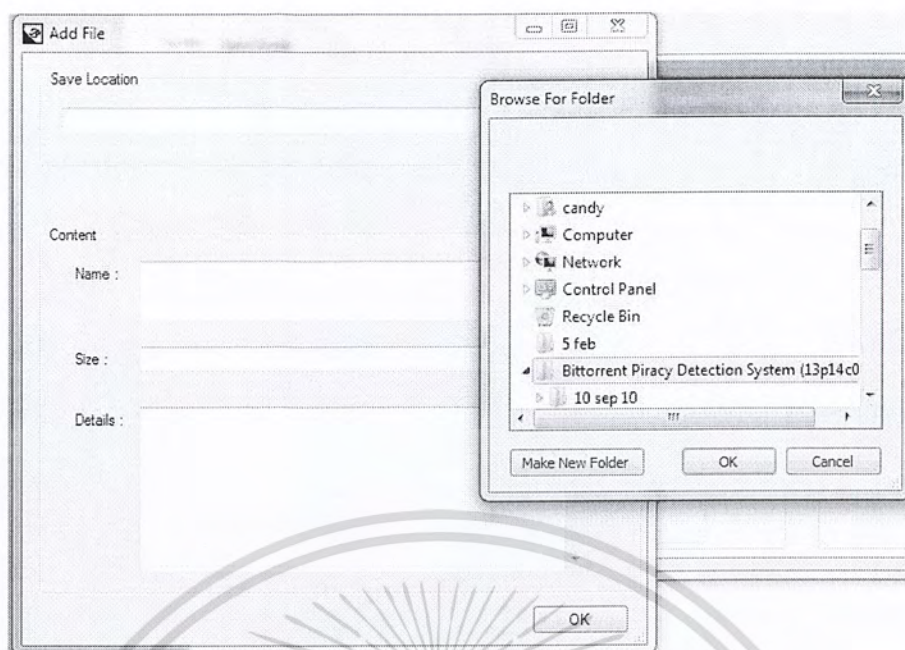 Add File
Save Location
Content
Name :
Size :
Details :
OK
Browse For Folder
candy
Computer
Network
Control Panel
Recycle Bin
5 feb
Bittorrent Piracy Detection System (13p14c0
10 sep 10
Make New Folder
OK
Cancel